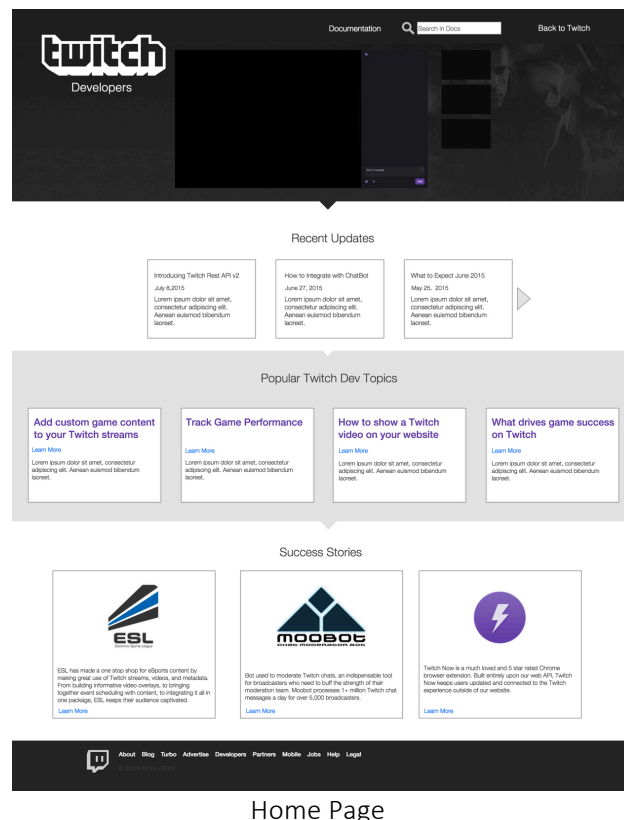 Documentation
Search in Docs
Back to Twitch
twitch
Developers
Send a message
Chat
Recent Updates
Introducing Twitch Rest API v2
July 8,2015
Lorem ipsum dolor sit amet,
consectetur adipiscing elit.
Aenean euismod bibendum
laoreet.
How to Integrate with ChatBot
June 27, 2015
Lorem ipsum dolor sit amet,
consectetur adipiscing elit.
Aenean euismod bibendum
laoreet.
What to Expect June 2015
May 25, 2015
Lorem ipsum dolor sit amet,
consectetur adipiscing elit.
Aenean euismod bibendum
laoreet.
Popular Twitch Dev Topics
Add custom game content
to your Twitch streams
Learn More
Lorem ipsum dolor sit amet, consectetur
adipiscing elit. Aenean euismod bibendum
laoreet.
Track Game Performance
Learn More
Lorem ipsum dolor sit amet, consectetur
adipiscing elit. Aenean euismod bibendum
laoreet.
How to show a Twitch
video on your website
Learn More
Lorem ipsum dolor sit amet, consectetur
adipiscing elit. Aenean euismod bibendum
laoreet.
What drives game success
on Twitch
Learn More
Lorem ipsum dolor sit amet, consectetur
adipiscing elit. Aenean euismod bibendum
laoreet.
Success Stories
ESL
Electronic Sports League
ESL has made a one stop shop for eSports content by
making great use of Twitch streams, videos, and metadata.
From building informative video overlays, to bringing
together event scheduling with content, to integrating it all in
one package, ESL keeps their audience captivated.
Learn More
MOOBOT
CHAT MODERATION BOT
Bot used to moderate Twitch chats, an indispensable tool
for broadcasters who need to buff the strength of their
moderation team. Moobot processes 1+ million Twitch chat
messages a day for over 5,000 broadcasters.
Learn More
Twitch Now is a much loved and 5 star rated Chrome
browser extension. Built entirely upon our web API, Twitch
Now keeps users updated and connected to the Twitch
experience outside of our website.
Learn More
About Blog Turbo Advertise Developers Partners Mobile Jobs Help Legal
© Justin.tv Inc. 2015
Home Page